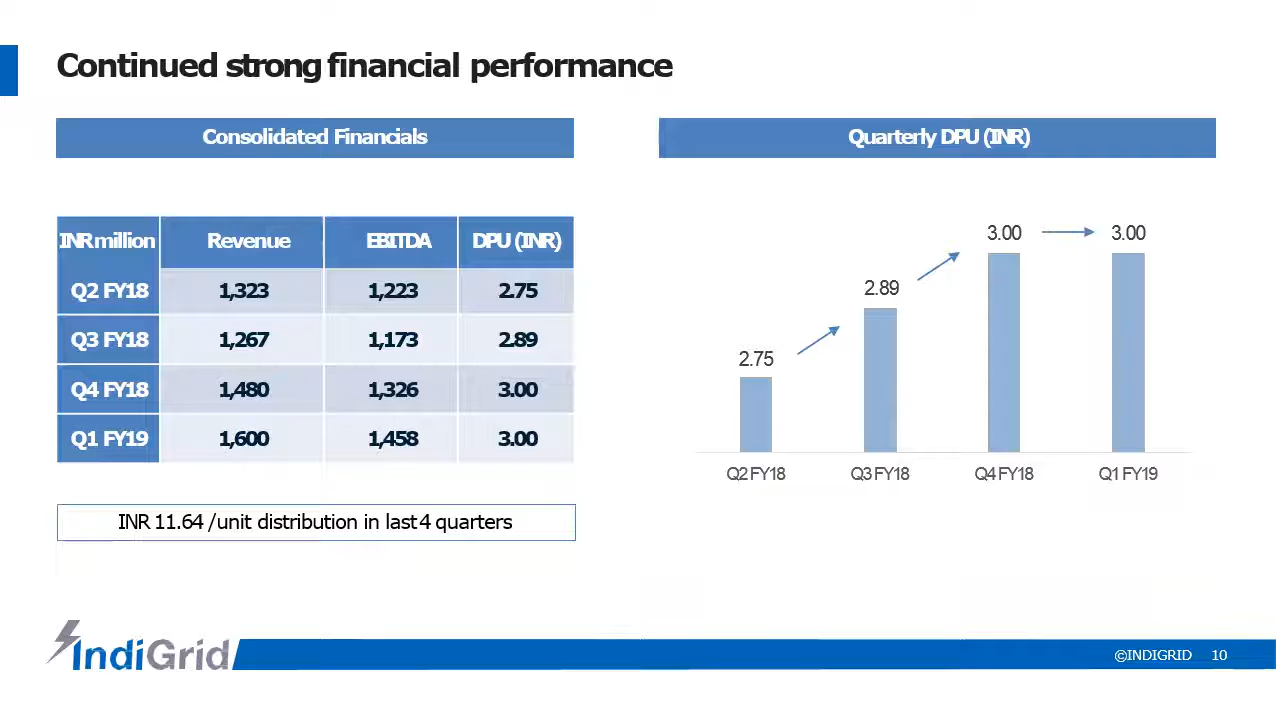 Continued strong financial performance
Consolidated Financials
INR million Revenue EBITDA DPU (INR)
Q2 FY18 1,323 1,223 2.75
Q3 FY18 1,267 1,173 2.89
Q4 FY18 1,480 1,326 3.00
Q1 FY19 1,600 1,458 3.00
INR 11.64 /unit distribution in last 4 quarters
Quarterly DPU (INR)
2.75 2.89 3.00 3.00
Q2 FY18 Q3 FY18 Q4 FY18 Q1 FY19
IndiGrid
©INDIGRID 10